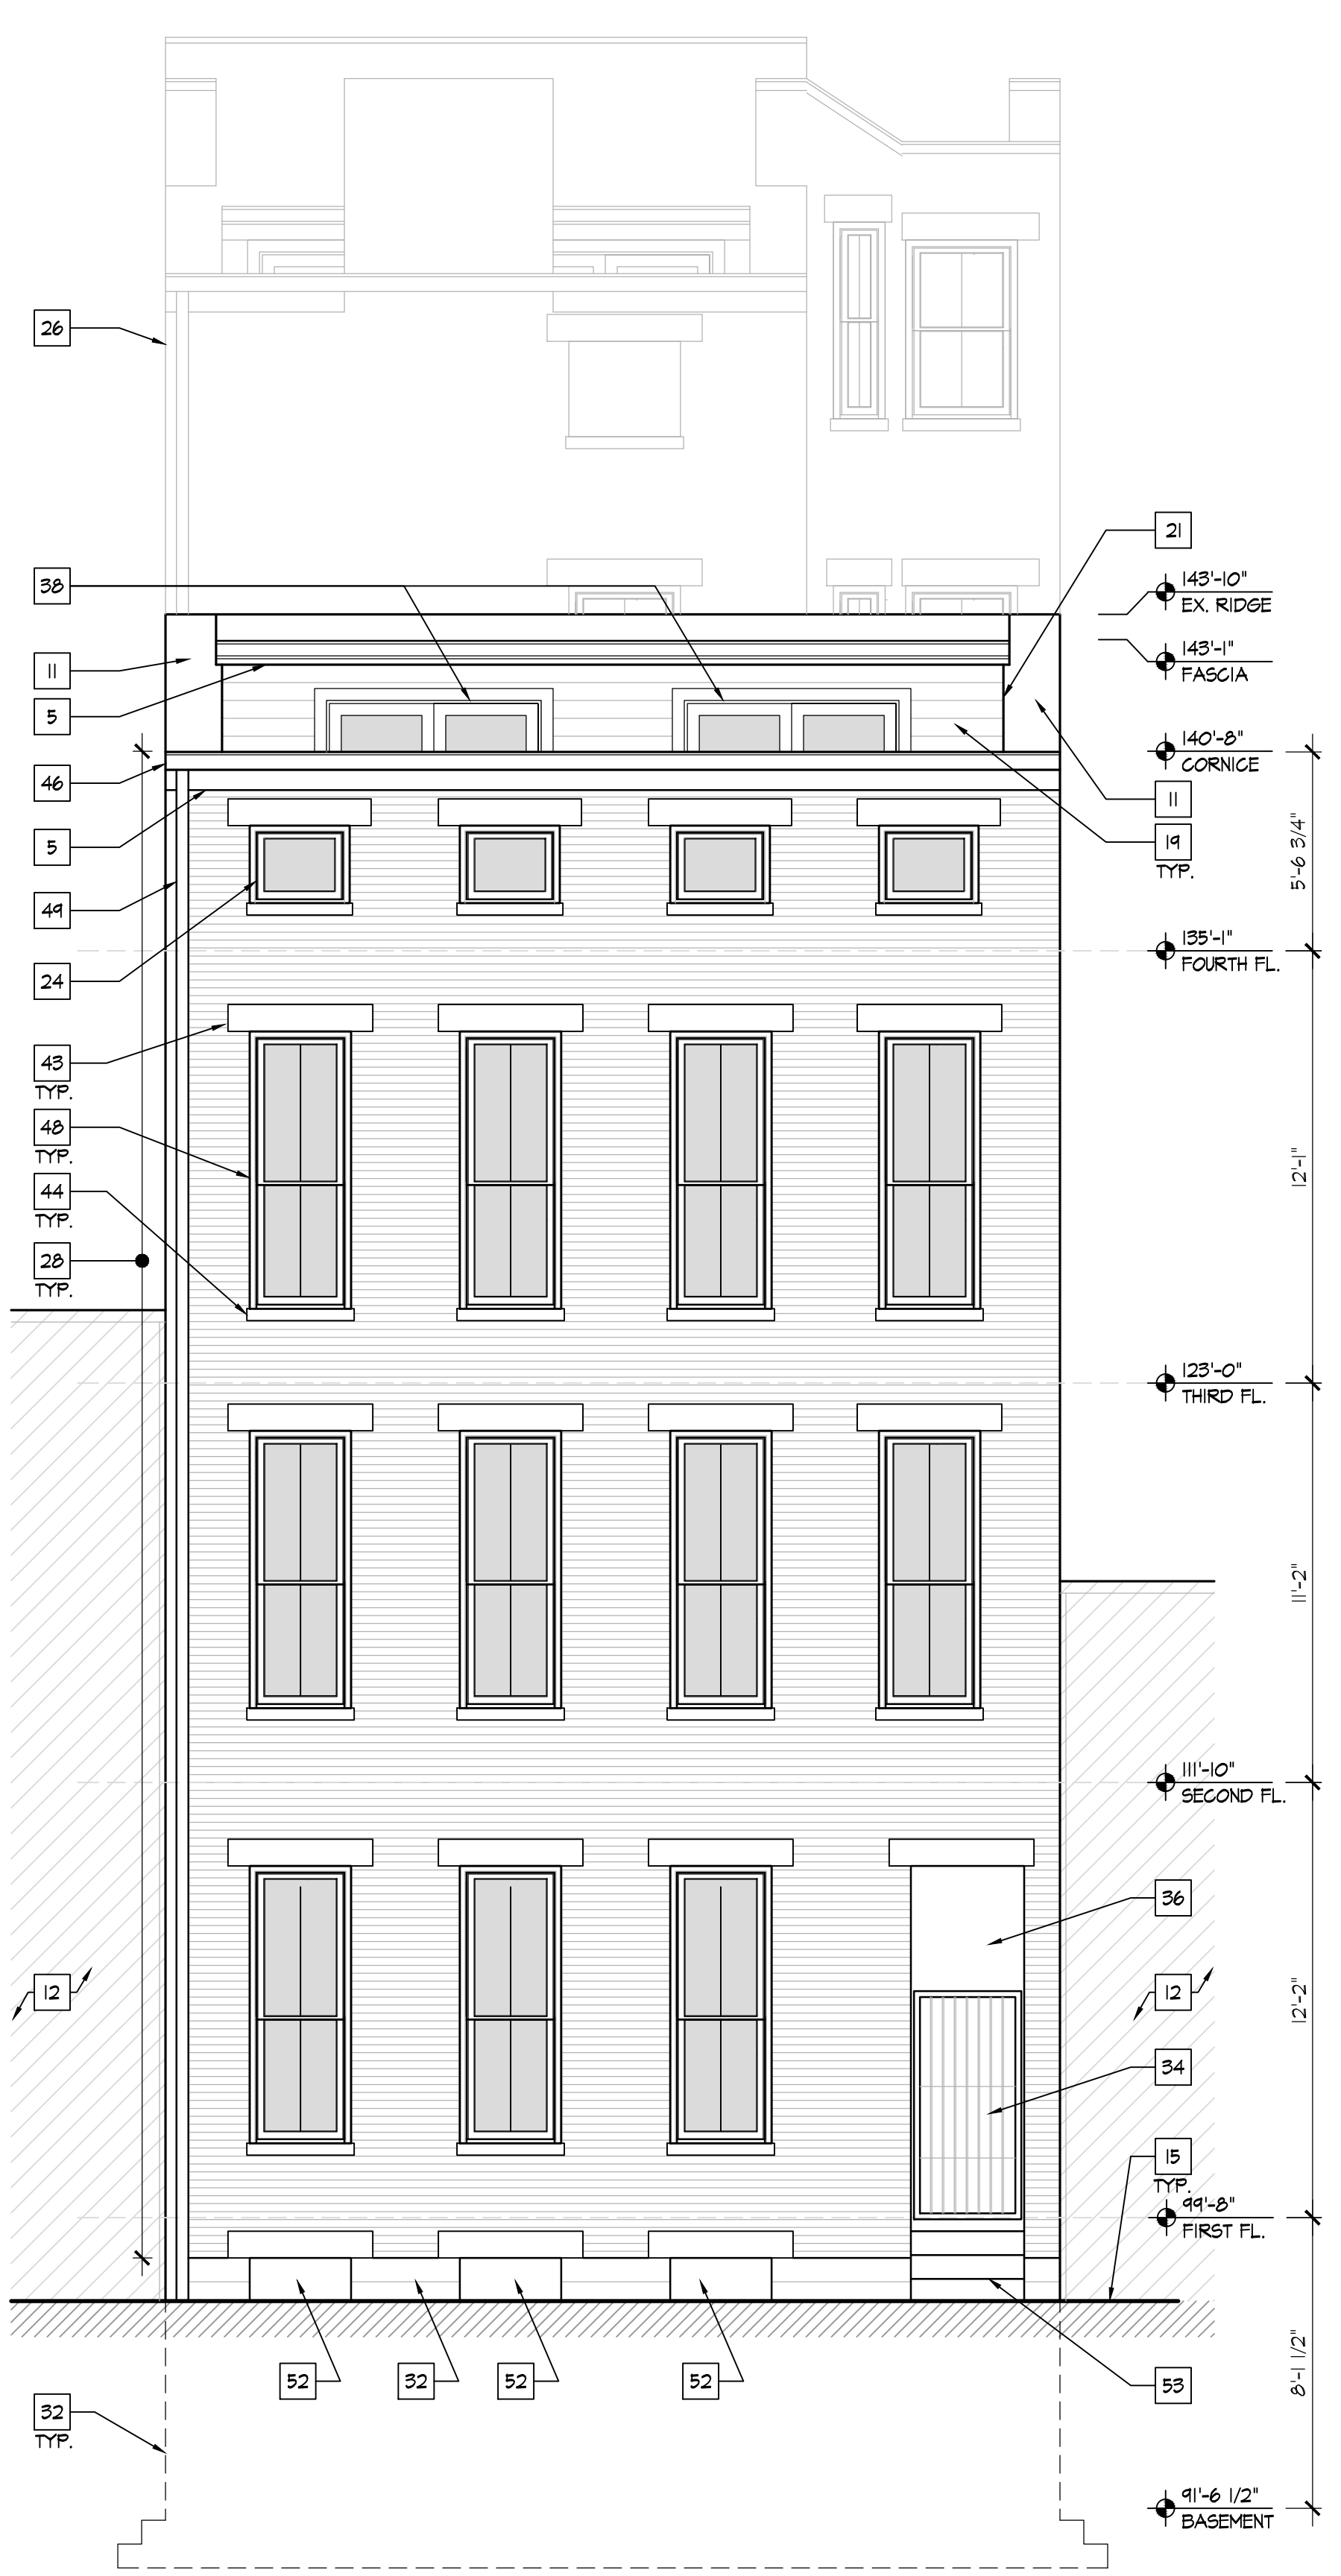 26
21
143'-10"
EX. RIDGE
38
143'-1"
FASCIA
11
5
140'-8"
CORNICE
46
11
5
19
TYP.
5'-6 3/4"
49
135'-1"
FOURTH FL.
24
43
TYP.
48
TYP.
12'-1"
44
TYP.
28
TYP.
123'-0"
THIRD FL.
11'-2"
111'-10"
SECOND FL.
36
12
12
12'-2"
34
15
TYP.
99'-8"
FIRST FL.
52
32
52
52
53
8'-1 1/2"
32
TYP.
91'-6 1/2"
BASEMENT